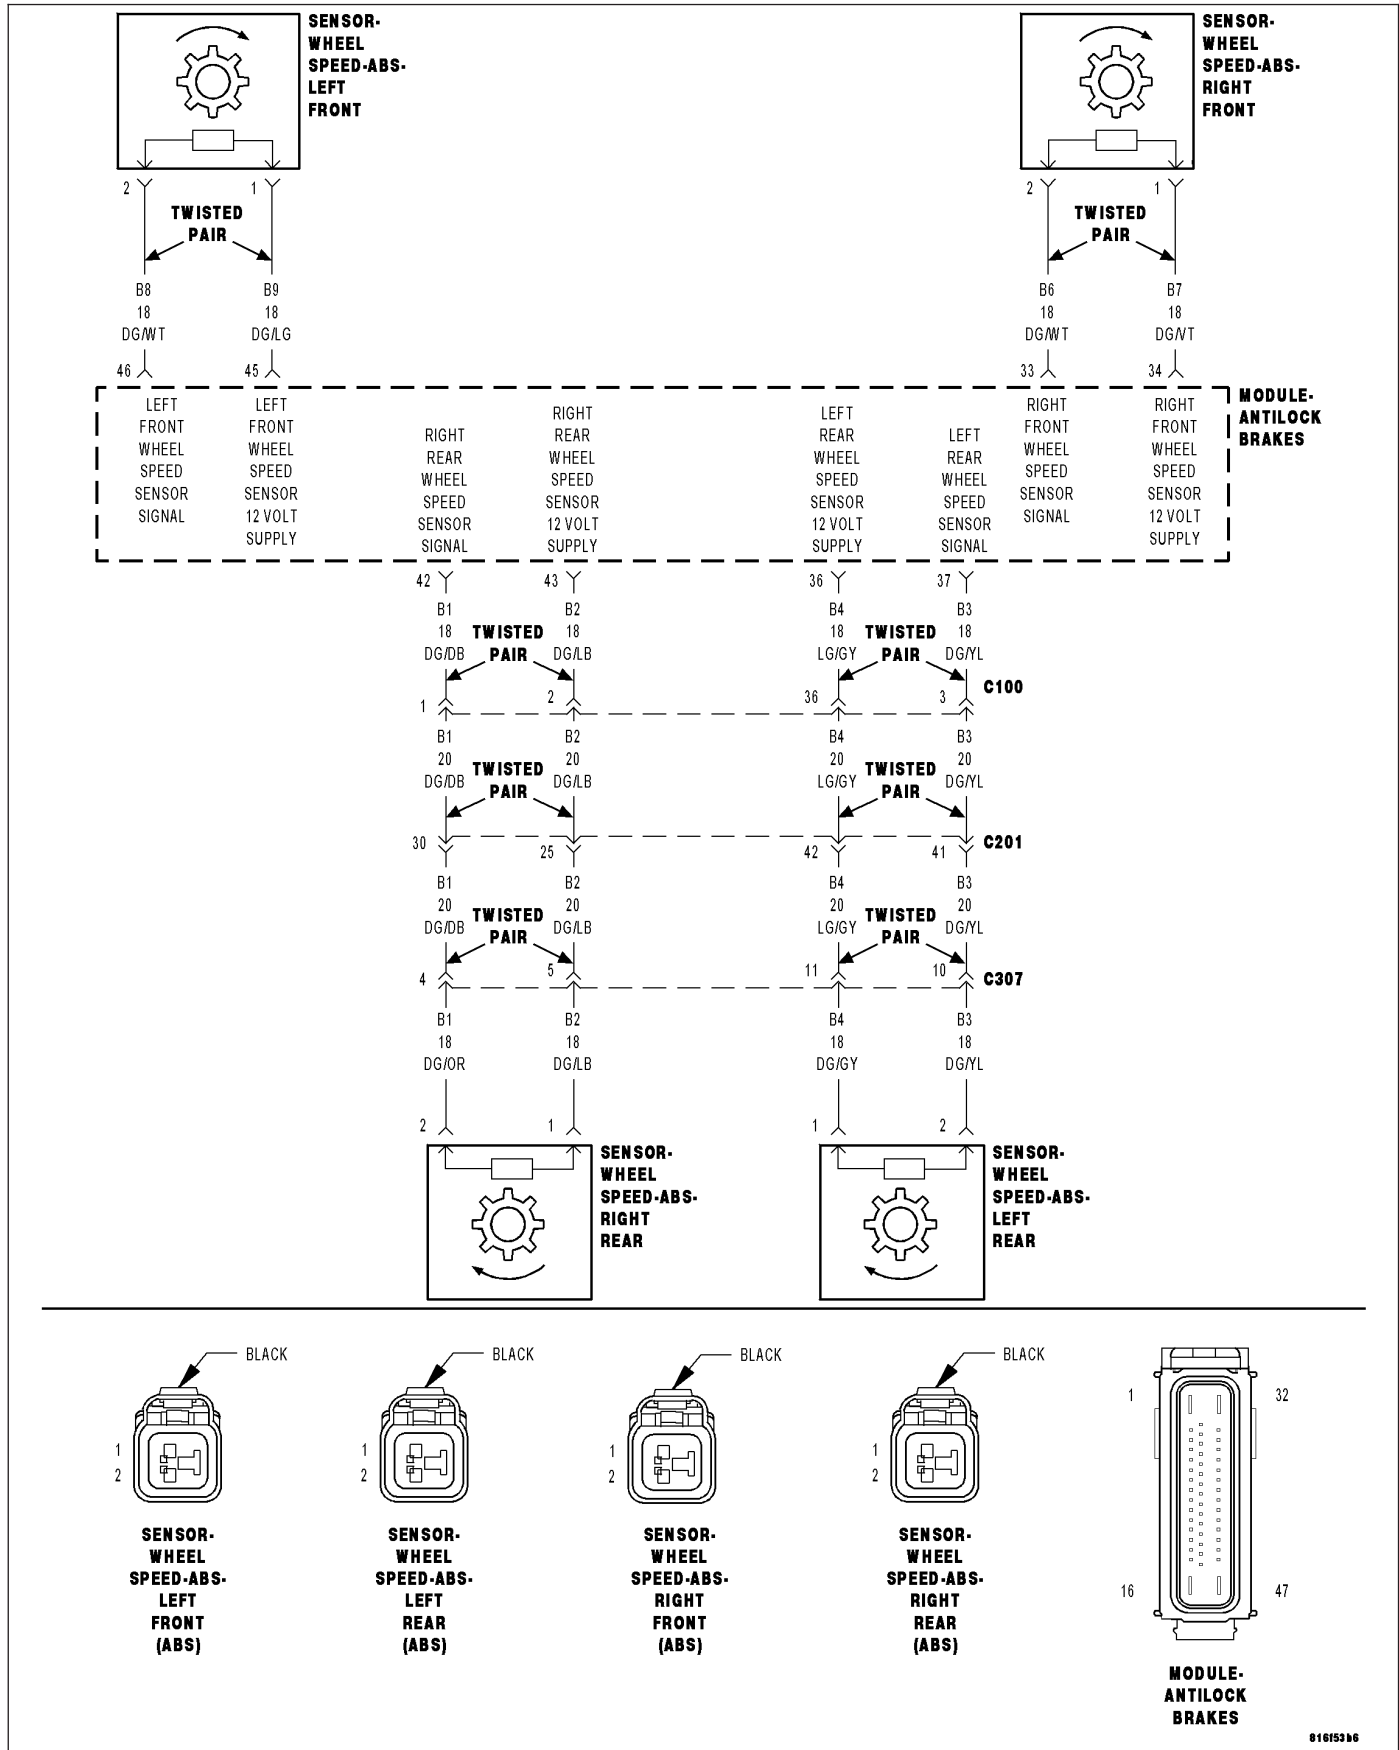 SENSOR-
WHEEL
SPEED-ABS-
LEFT
FRONT
SENSOR-
WHEEL
SPEED-ABS-
RIGHT
FRONT
2
1
2
1
TWISTED
PAIR
TWISTED
PAIR
B8
18
DG/WT
B9
18
DG/LG
B6
18
DG/WT
B7
18
DG/VT
46
45
33
34
LEFT
FRONT
WHEEL
SPEED
SENSOR
SIGNAL
LEFT
FRONT
WHEEL
SPEED
SENSOR
12 VOLT
SUPPLY
RIGHT
REAR
WHEEL
SPEED
SENSOR
SIGNAL
RIGHT
REAR
WHEEL
SPEED
SENSOR
12 VOLT
SUPPLY
LEFT
REAR
WHEEL
SPEED
SENSOR
12 VOLT
SUPPLY
LEFT
REAR
WHEEL
SPEED
SENSOR
SIGNAL
RIGHT
FRONT
WHEEL
SPEED
SENSOR
SIGNAL
RIGHT
FRONT
WHEEL
SPEED
SENSOR
12 VOLT
SUPPLY
MODULE-
ANTILOCK
BRAKES
42
43
36
37
B1
18
DG/DB
TWISTED
PAIR
B2
18
DG/LB
B4
18
LG/GY
TWISTED
PAIR
B3
18
DG/YL
1
2
36
3
C100
B1
20
DG/DB
TWISTED
PAIR
B2
20
DG/LB
B4
20
LG/GY
TWISTED
PAIR
B3
20
DG/YL
30
25
42
41
C201
B1
20
DG/DB
TWISTED
PAIR
B2
20
DG/LB
B4
20
LG/GY
TWISTED
PAIR
B3
20
DG/YL
4
5
11
10
C307
B1
18
DG/OR
B2
18
DG/LB
B4
18
DG/GY
B3
18
DG/YL
2
1
1
2
SENSOR-
WHEEL
SPEED-ABS-
RIGHT
REAR
SENSOR-
WHEEL
SPEED-ABS-
LEFT
REAR
BLACK
1
2
SENSOR-
WHEEL
SPEED-ABS-
LEFT
FRONT
(ABS)
BLACK
1
2
SENSOR-
WHEEL
SPEED-ABS-
LEFT
REAR
(ABS)
BLACK
1
2
SENSOR-
WHEEL
SPEED-ABS-
RIGHT
FRONT
(ABS)
BLACK
1
2
SENSOR-
WHEEL
SPEED-ABS-
RIGHT
REAR
(ABS)
1
32
16
47
MODULE-
ANTILOCK
BRAKES
816f53b6